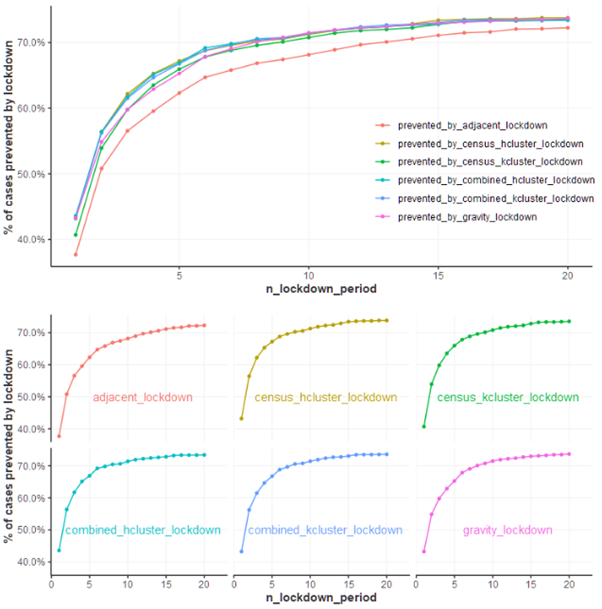 % of cases prevented by lockdown
70.0%
60.0%
50.0%
40.0%
prevented_by_adjacent_lockdown
prevented_by_census_hcluster_lockdown
prevented_by_census_kcluster_lockdown
prevented_by_combined_hcluster_lockdown
prevented_by_combined_kcluster_lockdown
prevented_by_gravity_lockdown
5 10 15 20
n_lockdown_period
% of cases prevented by lockdown
70.0%
60.0%
50.0%
40.0%
adjacent_lockdown
census_hcluster_lockdown
census_kcluster_lockdown
70.0%
60.0%
50.0%
40.0%
combined_hcluster_lockdown
combined_kcluster_lockdown
gravity_lockdown
0 5 10 15 20 0 5 10 15 20 0 5 10 15 20
n_lockdown_period